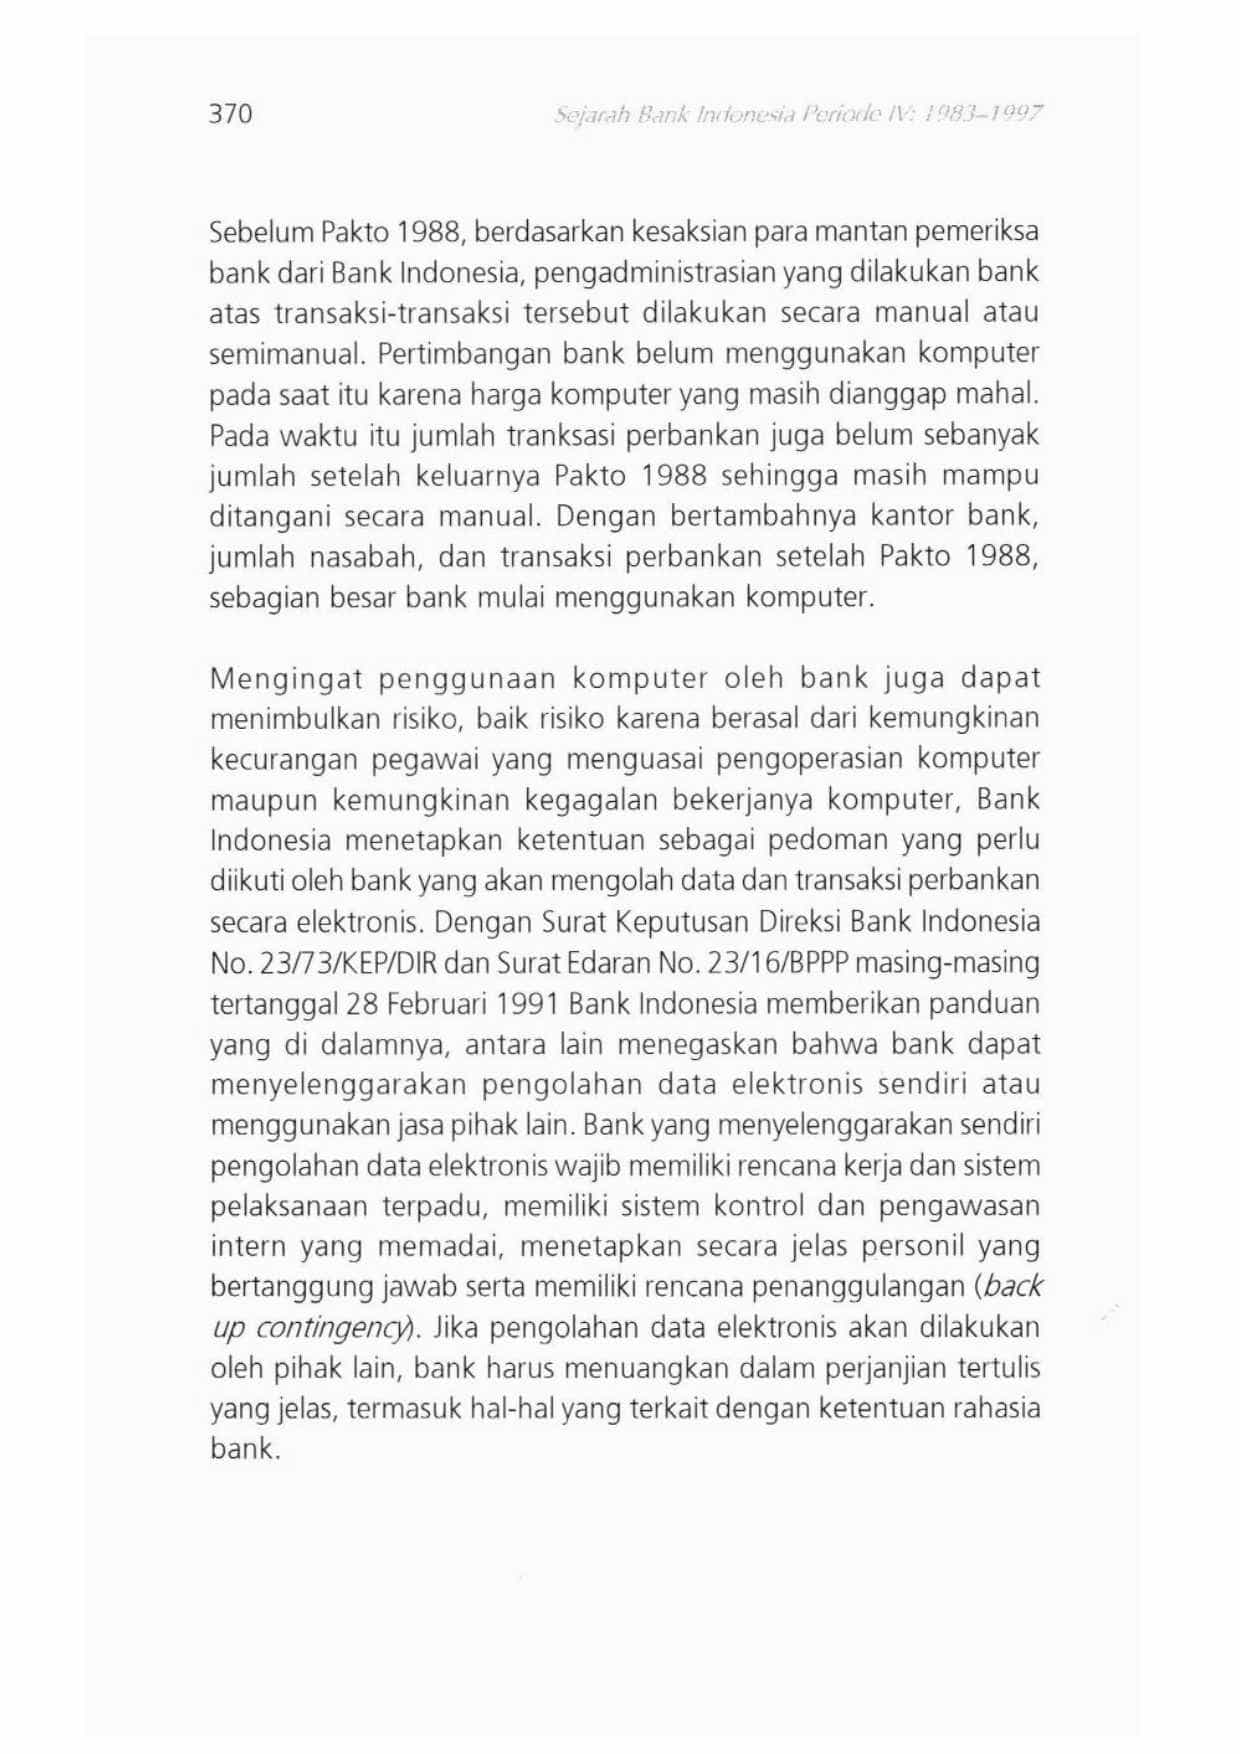 370
Sejarah Bank Indonesia Periode IV: 1983–1997
Sebelum Pakto 1988, berdasarkan kesaksian para mantan pemeriksa
bank dari Bank Indonesia, pengadministrasian yang dilakukan bank
atas transaksi-transaksi tersebut dilakukan secara manual atau
semimanual. Pertimbangan bank belum menggunakan komputer
pada saat itu karena harga komputer yang masih dianggap mahal.
Pada waktu itu jumlah tranksasi perbankan juga belum sebanyak
jumlah setelah keluarnya Pakto 1988 sehingga masih mampu
ditangani secara manual. Dengan bertambahnya kantor bank,
jumlah nasabah, dan transaksi perbankan setelah Pakto 1988,
sebagian besar bank mulai menggunakan komputer.
Mengingat penggunaan komputer oleh bank juga dapat
menimbulkan risiko, baik risiko karena berasal dari kemungkinan
kecurangan pegawai yang menguasai pengoperasian komputer
maupun kemungkinan kegagalan bekerjanya komputer, Bank
Indonesia menetapkan ketentuan sebagai pedoman yang perlu
diikuti oleh bank yang akan mengolah data dan transaksi perbankan
secara elektronis. Dengan Surat Keputusan Direksi Bank Indonesia
No. 23/73/KEP/DIR dan Surat Edaran No. 23/16/BPPP masing-masing
tertanggal 28 Februari 1991 Bank Indonesia memberikan panduan
yang di dalamnya, antara lain menegaskan bahwa bank dapat
menyelenggarakan pengolahan data elektronis sendiri atau
menggunakan jasa pihak lain. Bank yang menyelenggarakan sendiri
pengolahan data elektronis wajib memiliki rencana kerja dan sistem
pelaksanaan terpadu, memiliki sistem kontrol dan pengawasan
intern yang memadai, menetapkan secara jelas personil yang
bertanggung jawab serta memiliki rencana penanggulangan (back
up contingency). Jika pengolahan data elektronis akan dilakukan
oleh pihak lain, bank harus menuangkan dalam perjanjian tertulis
yang jelas, termasuk hal-hal yang terkait dengan ketentuan rahasia
bank.